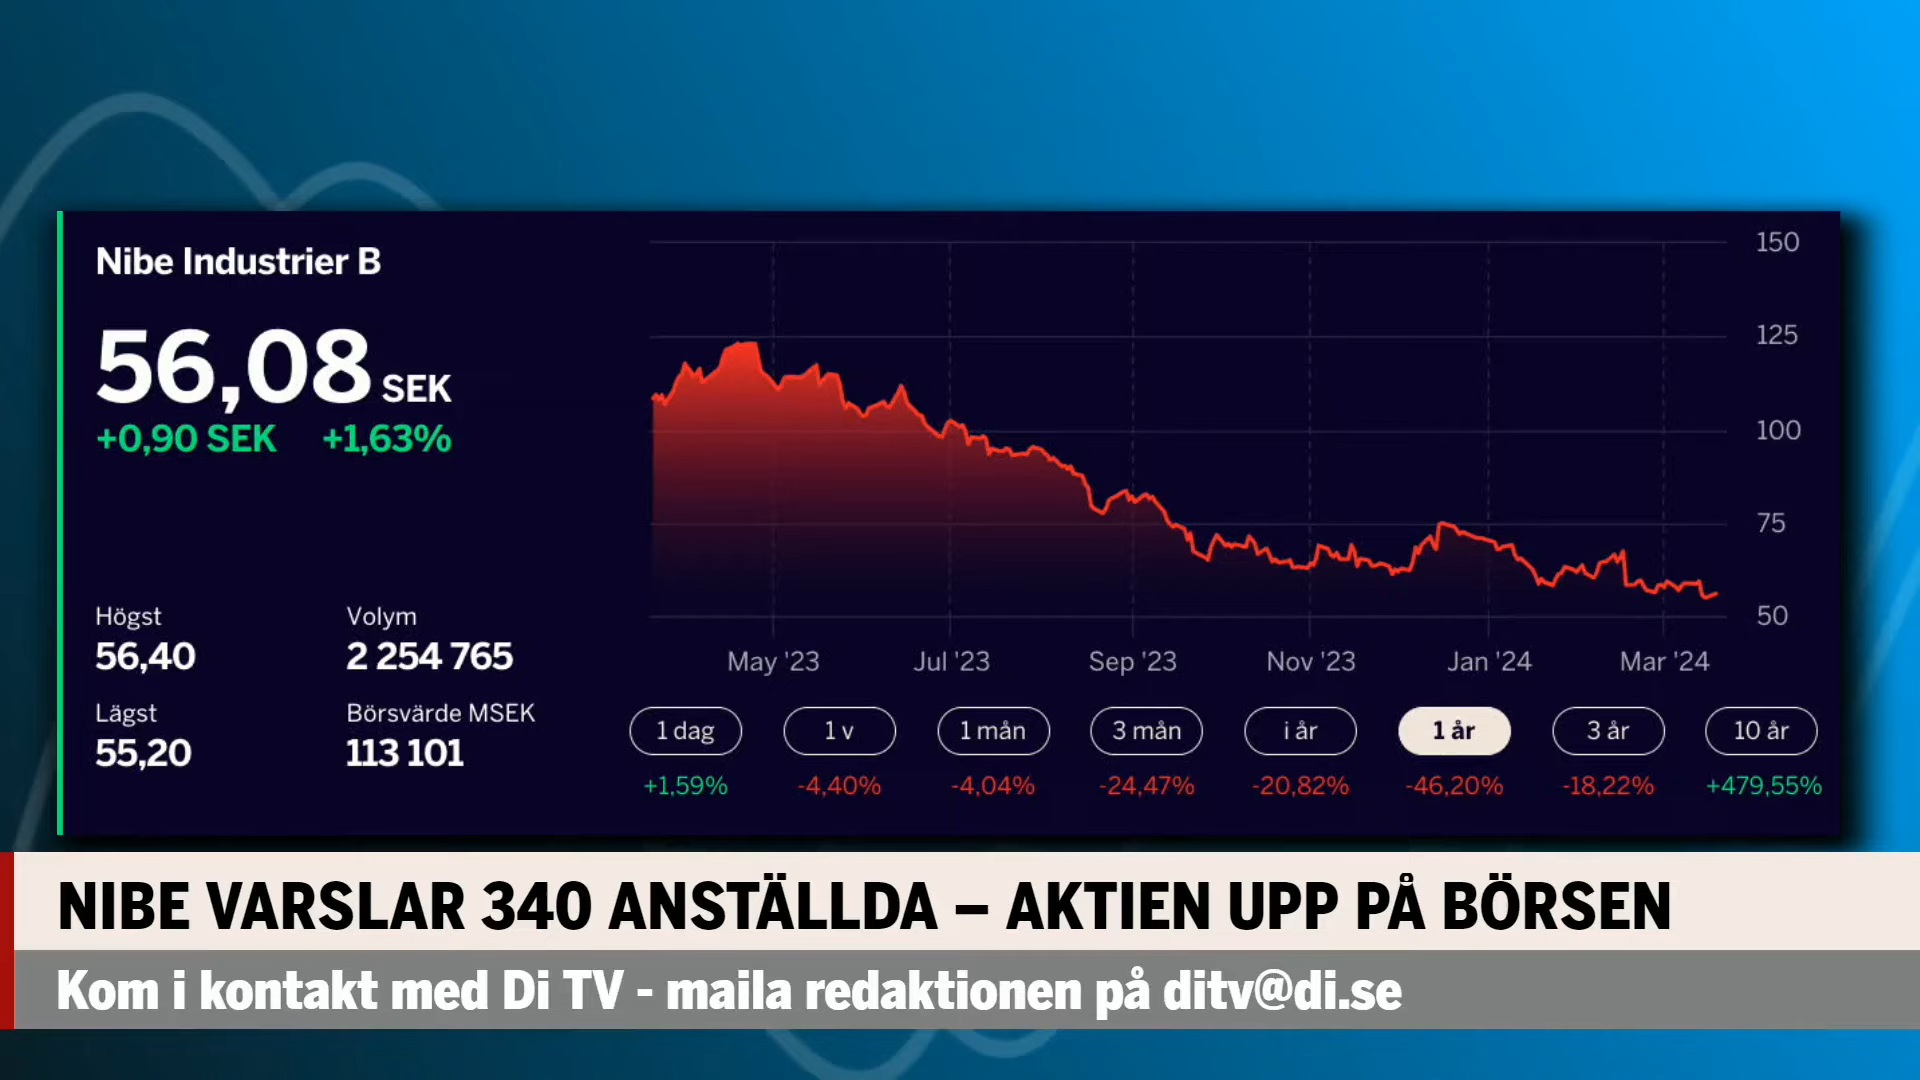 Nibe Industrier B
56,08 SEK
+0,90 SEK +1,63%
Högst Volym
56,40 2 254 765
Lägst Börsvärde MSEK
55,20 113 101
150
125
100
75
50
May '23 Jul '23 Sep '23 Nov '23 Jan '24 Mar '24
1 dag 1 v 1 mån 3 mån i år 1 år 3 år 10 år
+1,59% -4,40% -4,04% -24,47% -20,82% -46,20% -18,22% +479,55%
NIBE VARSLAR 340 ANSTÄLLDA – AKTIEN UPP PÅ BÖRSEN
Kom i kontakt med Di TV - maila redaktionen på ditv@di.se